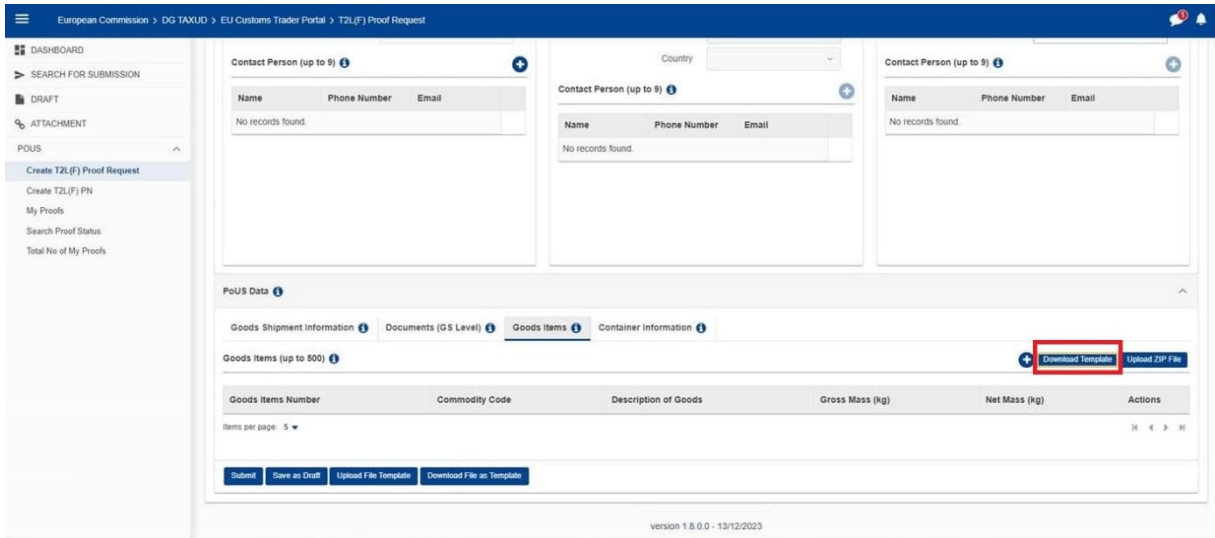 European Commission > DG TAXUD > EU Customs Trader Portal > T2L(F) Proof Request
DASHBOARD
SEARCH FOR SUBMISSION
DRAFT
ATTACHMENT
POUS
Create T2L(F) Proof Request
Create T2L(F) PN
My Proofs
Search Proof Status
Total No of My Proofs
Contact Person (up to 9)
Name Phone Number Email
No records found.
Country
Contact Person (up to 9)
Name Phone Number Email
No records found.
Contact Person (up to 9)
Name Phone Number Email
No records found.
PoUS Data
Goods Shipment Information Documents (GS Level) Goods Items Container Information
Goods Items (up to 500) Download Template Upload ZIP File
Goods Items Number Commodity Code Description of Goods Gross Mass (kg) Net Mass (kg) Actions
Items per page: 5
Submit Save as Draft Upload File Template Download File as Template
version 1.8.0.0 - 13/12/2023